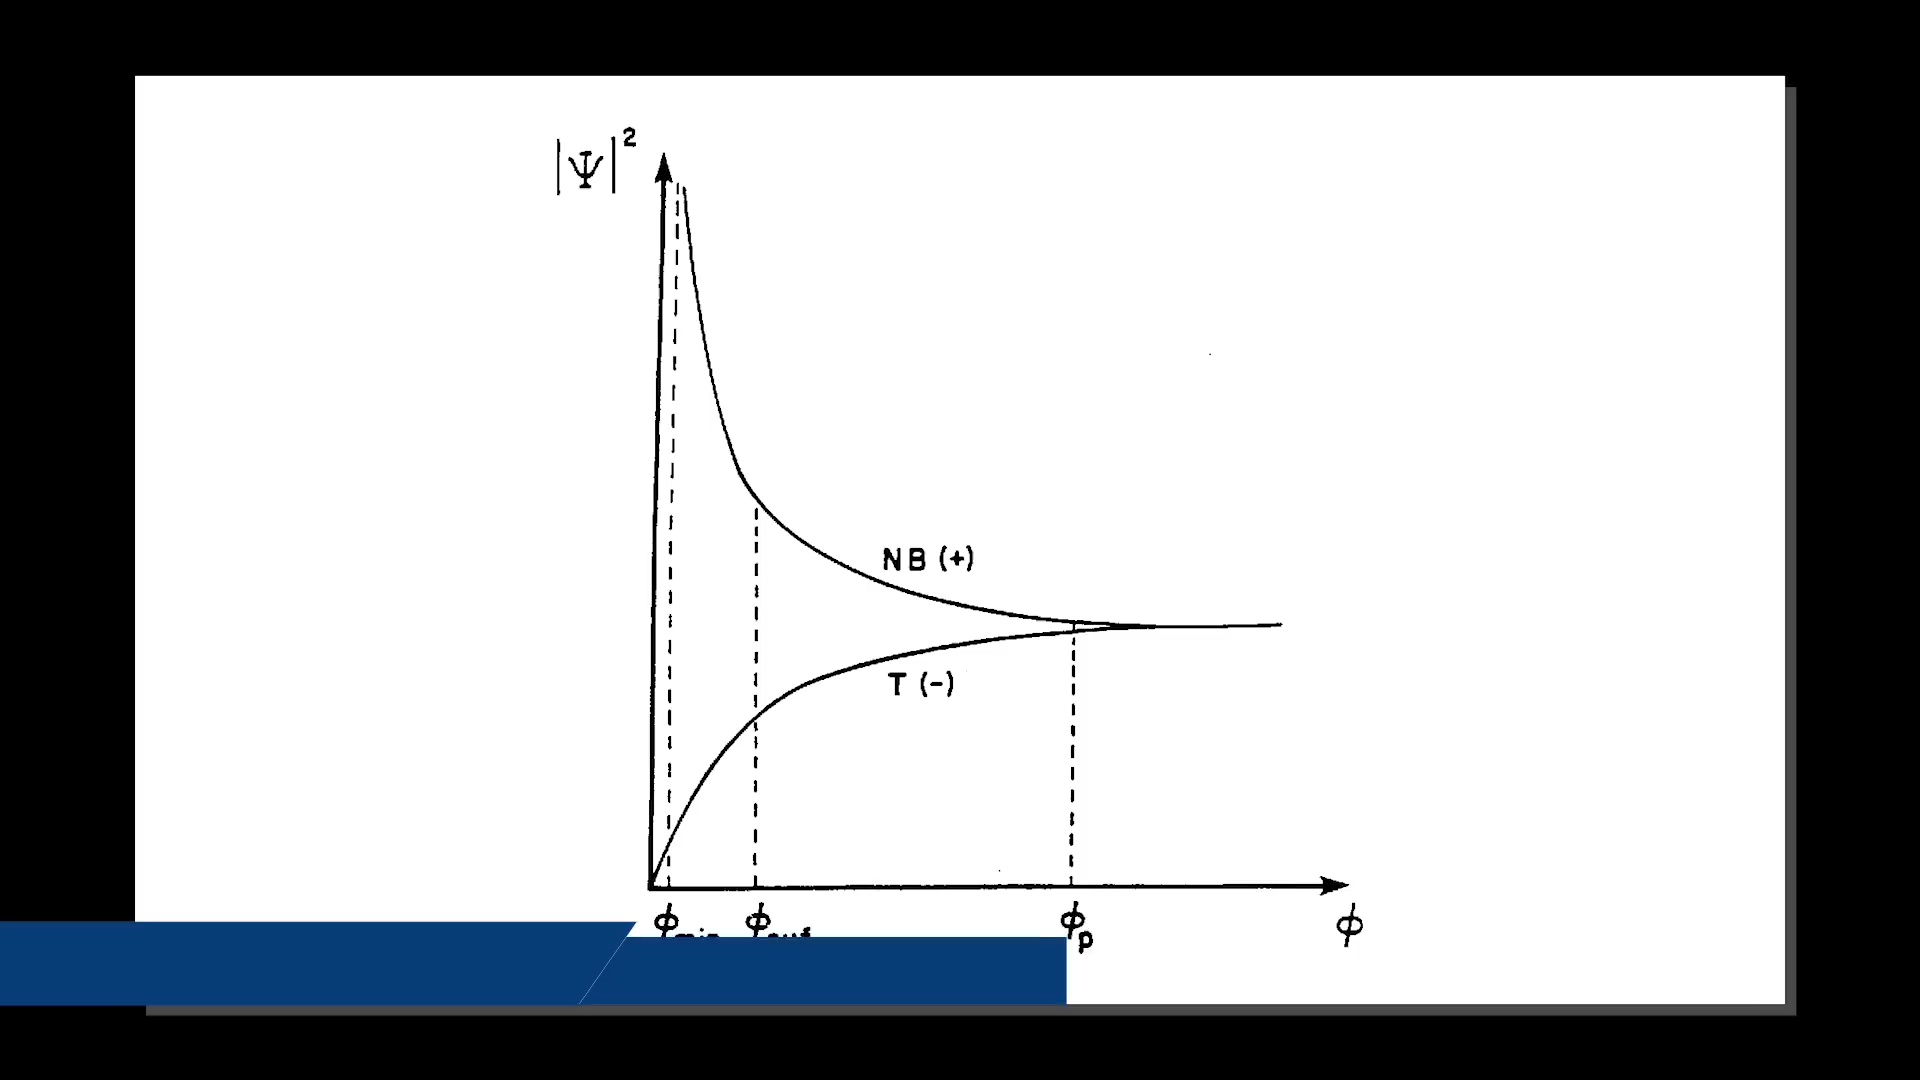 |Ψ|²
NB (+)
T (-)
ϕ ϕ ϕp ϕ